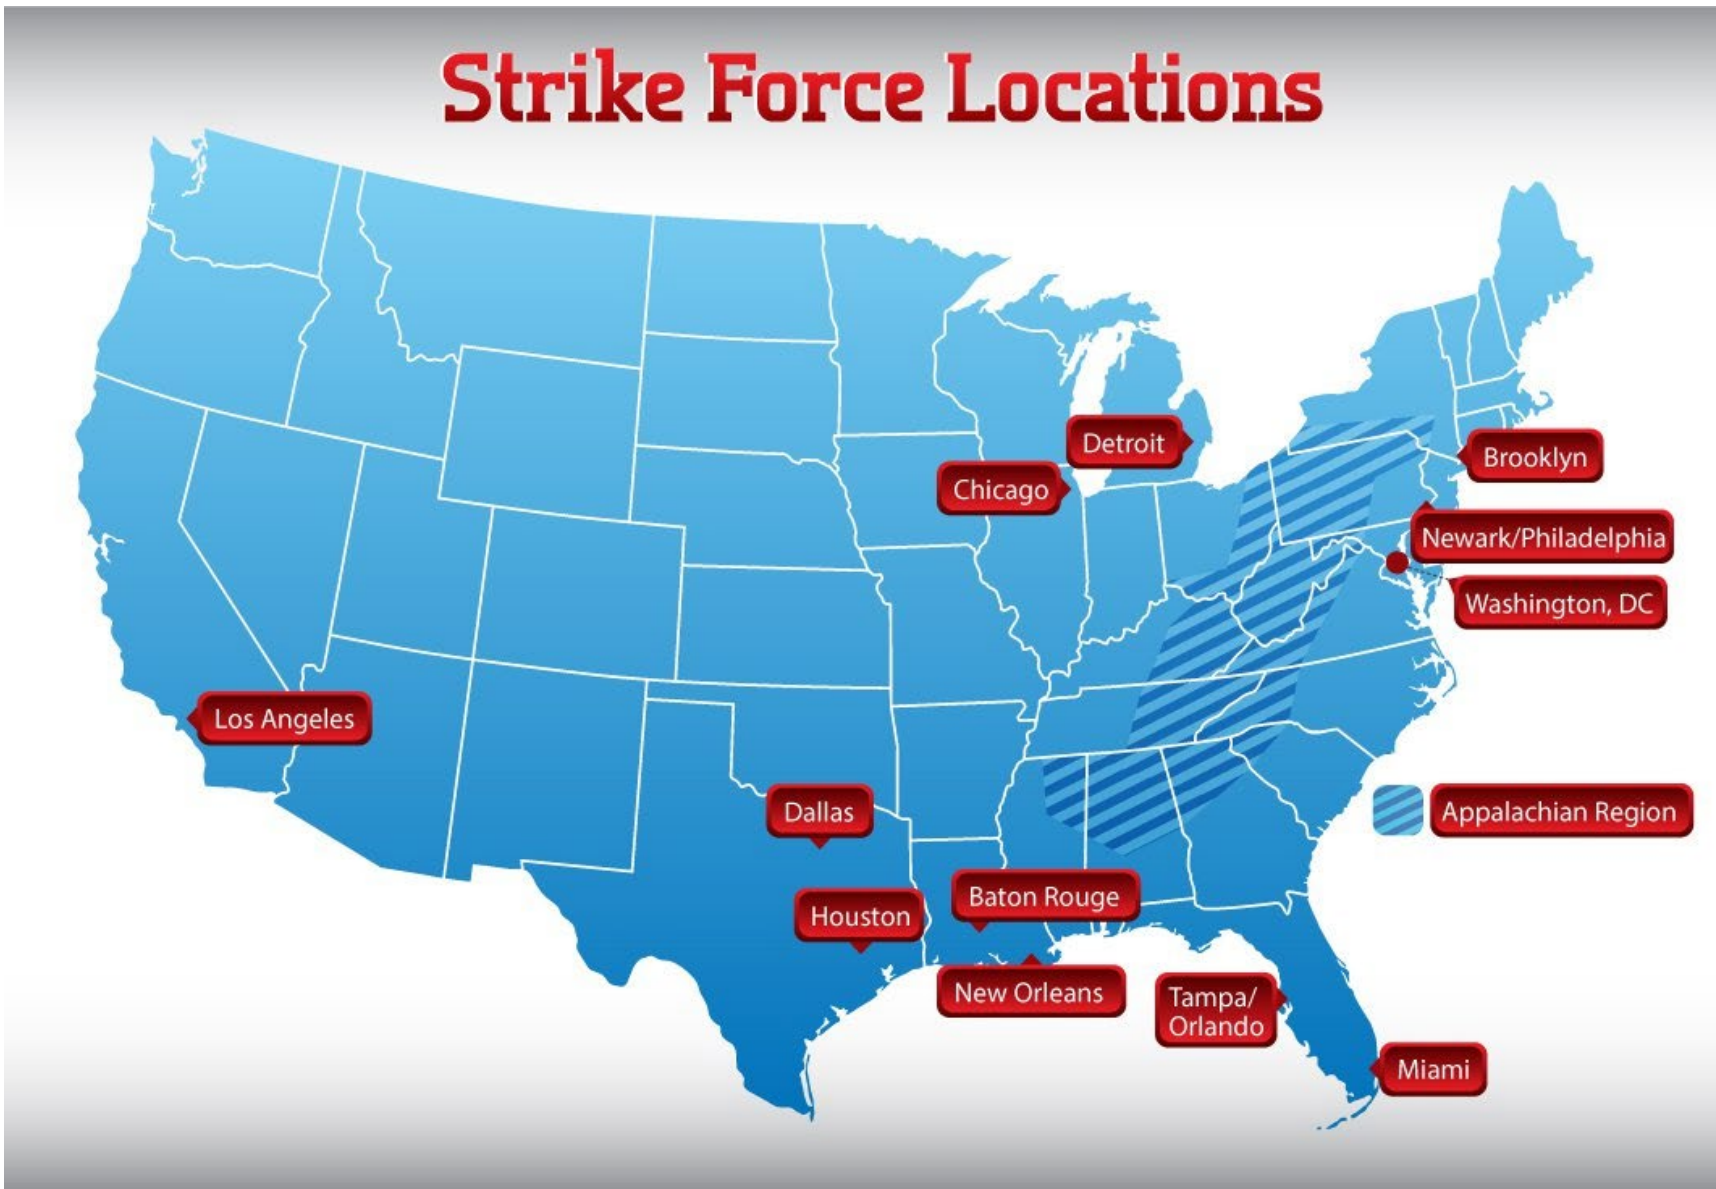 Strike Force Locations
Detroit
Brooklyn
Chicago
Newark/Philadelphia
Washington, DC
Los Angeles
Dallas
Appalachian Region
Baton Rouge
Houston
New Orleans
Tampa/
Orlando
Miami